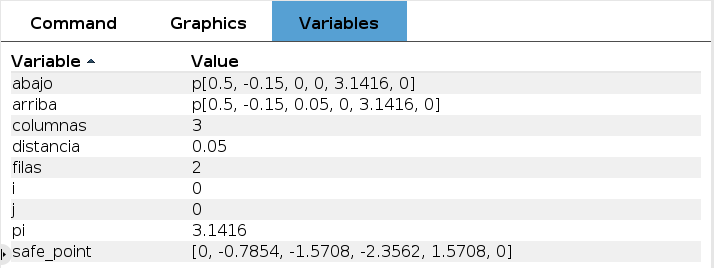 Command Graphics Variables
Variable Value
abajo p[0.5, -0.15, 0, 0, 3.1416, 0]
arriba p[0.5, -0.15, 0.05, 0, 3.1416, 0]
columnas 3
distancia 0.05
filas 2
i 0
j 0
pi 3.1416
safe_point [0, -0.7854, -1.5708, -2.3562, 1.5708, 0]